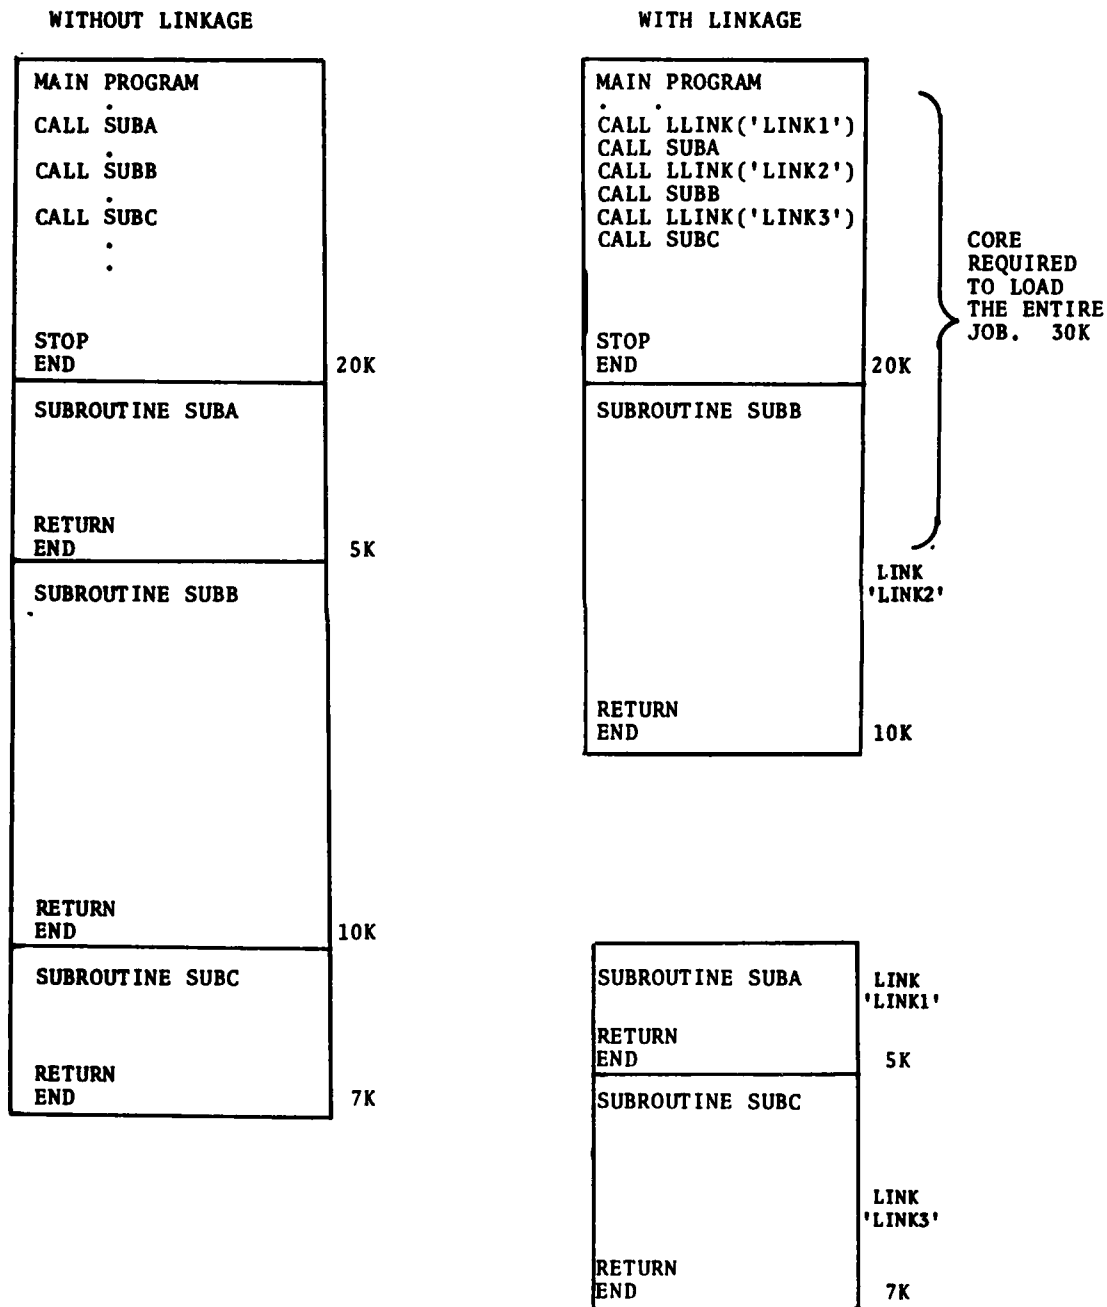 WITHOUT LINKAGE
MAIN PROGRAM
.
CALL SUBA
.
CALL SUBB
.
CALL SUBC
.
.
STOP
END
20K
SUBROUTINE SUBA
RETURN
END
5K
SUBROUTINE SUBB
RETURN
END
10K
SUBROUTINE SUBC
RETURN
END
7K
WITH LINKAGE
MAIN PROGRAM
. .
CALL LLINK('LINK1')
CALL SUBA
CALL LLINK('LINK2')
CALL SUBB
CALL LLINK('LINK3')
CALL SUBC
STOP
END
20K
CORE
REQUIRED
TO LOAD
THE ENTIRE
JOB. 30K
SUBROUTINE SUBB
LINK
'LINK2'
RETURN
END
10K
SUBROUTINE SUBA
LINK
'LINK1'
RETURN
END
5K
SUBROUTINE SUBC
LINK
'LINK3'
RETURN
END
7K